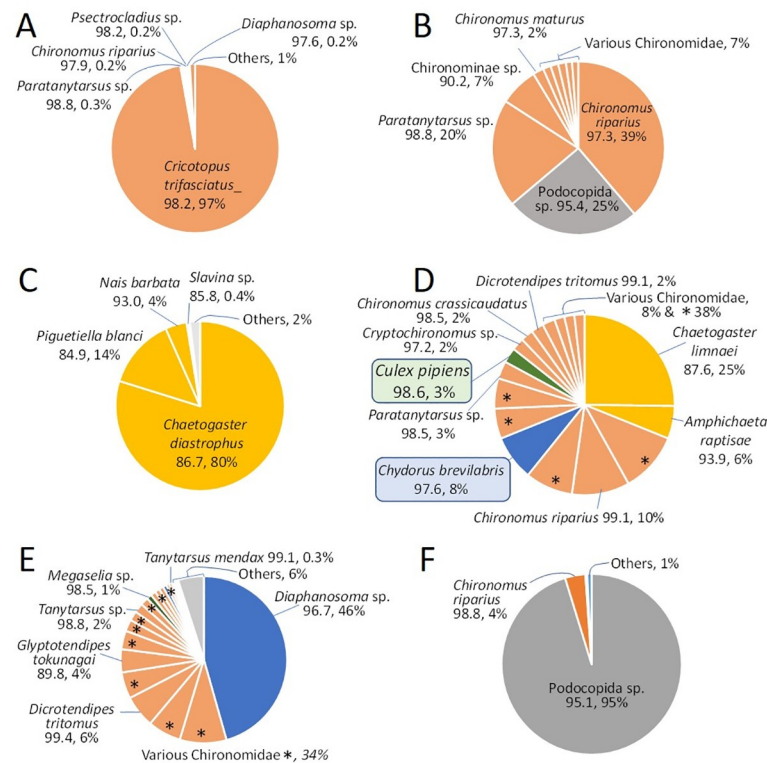 A
Psectrocladius sp.
98.2, 0.2%
Diaphanosoma sp.
97.6, 0.2%
Chironomus riparius
97.9, 0.2%
Others, 1%
Paratanytarsus sp.
98.8, 0.3%
Cricotopus
trifasciatus_
98.2, 97%
B
Chironomus maturus
97.3, 2%
Various Chironomidae, 7%
Chironominae sp.
90.2, 7%
Chironomus
riparius
97.3, 39%
Paratanytarsus sp.
98.8, 20%
Podocopida
sp. 95.4, 25%
C
Nais barbata
93.0, 4%
Slavina sp.
85.8, 0.4%
Others, 2%
Piguetiella blanci
84.9, 14%
Chaetogaster
diastrophus
86.7, 80%
D
Dicrotendipes tritomus 99.1, 2%
Various Chironomidae,
8% & * 38%
Chironomus crassicaudatus
98.5, 2%
Cryptochironomus sp.
97.2, 2%
Chaetogaster
limnaei
87.6, 25%
Culex pipiens
98.6, 3%
Paratanytarsus sp.
98.5, 3%
*
*
Amphichaeta
raptisae
93.9, 6%
Chydorus brevilabris
97.6, 8%
*
*
Chironomus riparius 99.1, 10%
E
Tanytarsus mendax 99.1, 0.3%
Others, 6%
Megaselia sp.
98.5, 1%
Diaphanosoma sp.
96.7, 46%
Tanytarsus sp.
98.8, 2%
*
*
*
*
*
Glyptotendipes
tokunagai
89.8, 4%
*
*
Dicrotendipes
tritomus
99.4, 6%
*
*
Various Chironomidae *, 34%
F
Others, 1%
Chironomus
riparius
98.8, 4%
Podocopida sp.
95.1, 95%